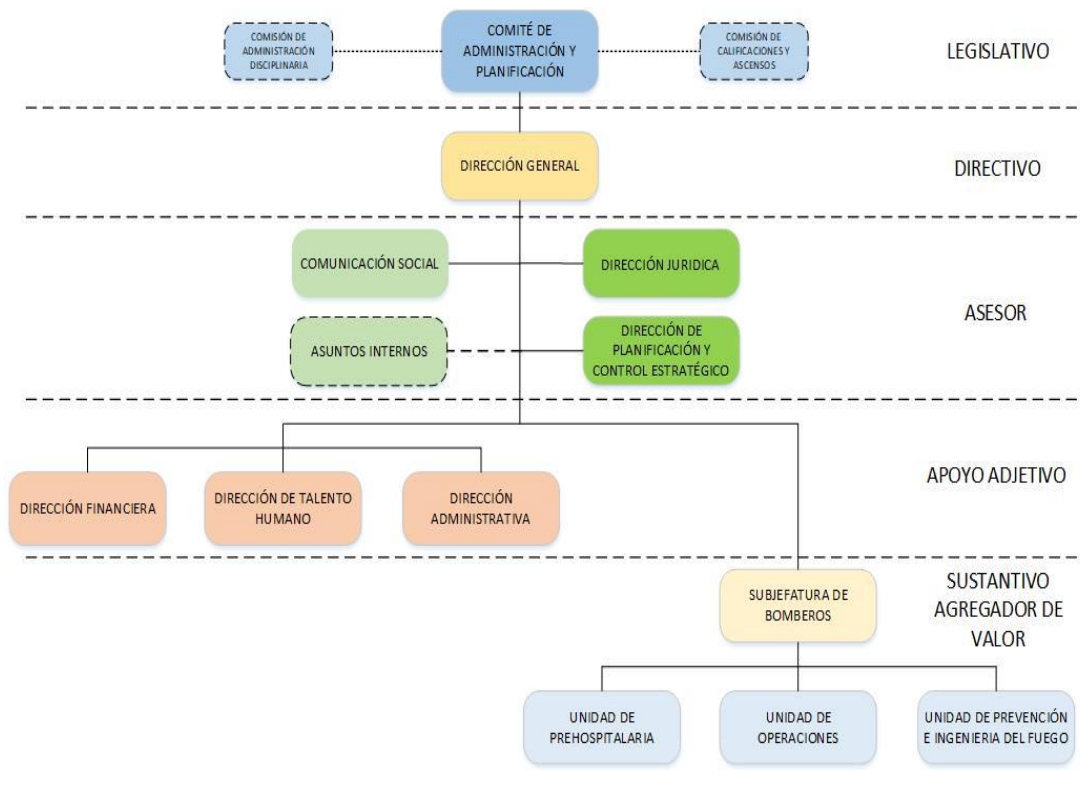 COMISIÓN DE
ADMINISTRACIÓN
DISCIPLINARIA
COMITÉ DE
ADMINISTRACIÓN Y
PLANIFICACIÓN
COMISIÓN DE
CALIFICACIONES Y
ASCENSOS
LEGISLATIVO
DIRECCIÓN GENERAL
DIRECTIVO
COMUNICACIÓN SOCIAL
DIRECCIÓN JURIDICA
ASUNTOS INTERNOS
DIRECCIÓN DE
PLANIFICACIÓN Y
CONTROL ESTRATÉGICO
ASESOR
DIRECCIÓN FINANCIERA
DIRECCIÓN DE TALENTO
HUMANO
DIRECCIÓN
ADMINISTRATIVA
APOYO ADJETIVO
SUBJEFATURA DE
BOMBEROS
SUSTANTIVO
AGREGADOR DE
VALOR
UNIDAD DE
PREHOSPITALARIA
UNIDAD DE
OPERACIONES
UNIDAD DE PREVENCIÓN
E INGENIERIA DEL FUEGO